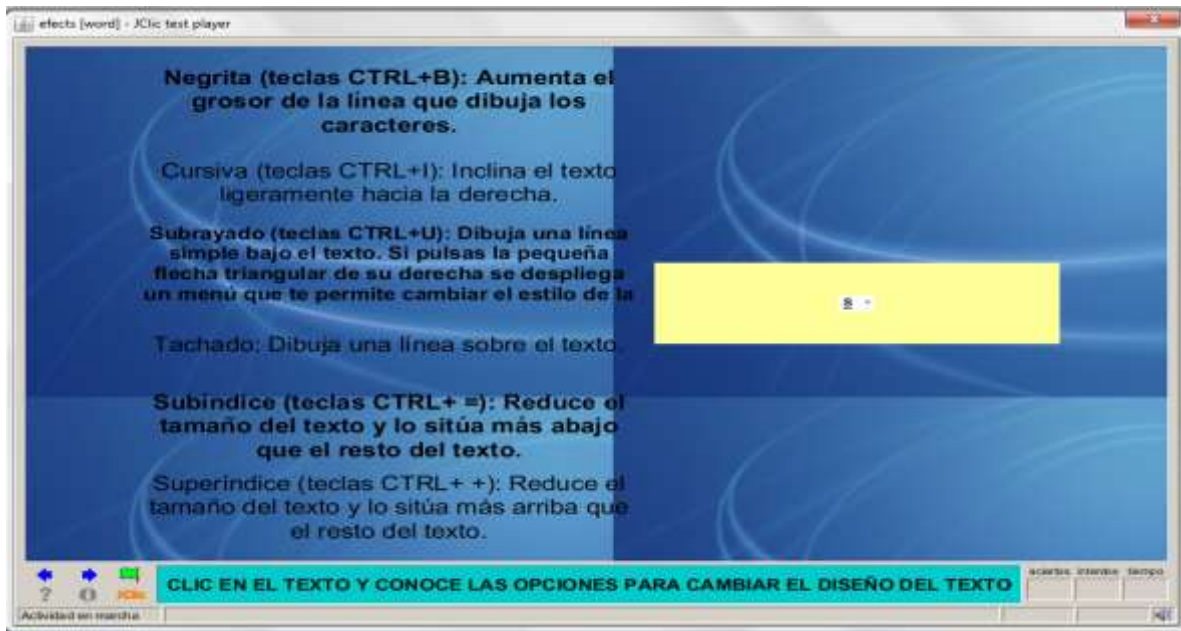 efects [word] - JClic test player
Negrita (teclas CTRL+B): Aumenta el
grosor de la línea que dibuja los
caracteres.
Cursiva (teclas CTRL+I): Inclina el texto
ligeramente hacia la derecha.
Subrayado (teclas CTRL+U): Dibuja una línea
simple bajo el texto. Si pulsas la pequeña
flecha triangular de su derecha se despliega
un menú que te permite cambiar el estilo de la
Tachado: Dibuja una línea sobre el texto.
Subíndice (teclas CTRL+ =): Reduce el
tamaño del texto y lo sitúa más abajo
que el resto del texto.
Superíndice (teclas CTRL+ +): Reduce el
tamaño del texto y lo sitúa más arriba que
el resto del texto.
CLIC EN EL TEXTO Y CONOCE LAS OPCIONES PARA CAMBIAR EL DISEÑO DEL TEXTO
aciertos intentos tiempo
? JClic
Actividad en marcha